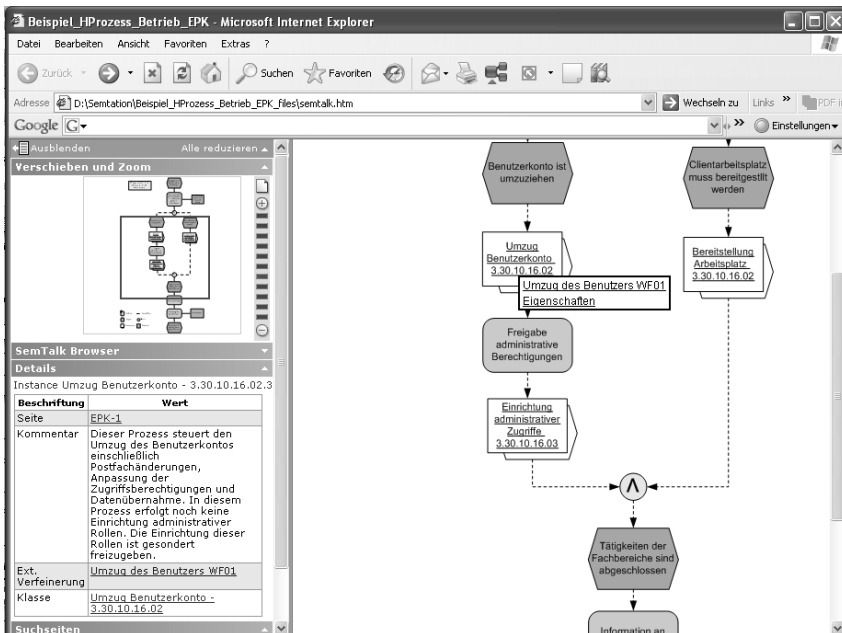 Beispiel_HProzess_Betrieb_EPK - Microsoft Internet Explorer
Datei Bearbeiten Ansicht Favoriten Extras ?
Zurück Suchen Favoriten
Adresse D:\Semtation\Beispiel_HProzess_Betrieb_EPK_files\semtalk.htm Wechseln zu Links » PDF
Google G Einstellungen
Ausblenden Alle reduzieren
Verschieben und Zoom
SemTalk Browser
Details
Instance Umzug Benutzerkonto - 3.30.10.16.02.3
Beschriftung Wert
Seite EPK-1
Kommentar Dieser Prozess steuert den
Umzug des Benutzerkontos
einschließlich
Postfachänderungen,
Anpassung der
Zugriffsberechtigungen und
Datenübernahme. In diesem
Prozess erfolgt noch keine
Einrichtung administrativer
Rollen. Die Einrichtung dieser
Rollen ist gesondert
freizugeben.
Ext. Umzug des Benutzers WF01
Verfeinerung
Klasse Umzug Benutzerkonto -
3.30.10.16.02
Suchseiten
Benutzerkonto ist
umzuziehen
Clientarbeitsplatz
muss bereitgestllt
werden
Umzug
Benutzerkonto
3.30.10.16.02
Bereitstellung
Arbeitsplatz
3.30.10.16.02
Umzug des Benutzers WF01
Eigenschaften
Freigabe
administrative
Berechtigungen
Einrichtung
administrativer
Zugriffe
3.30.10.16.03
Λ
Tätigkeiten der
Fachbereiche sind
abgeschlossen
Information an